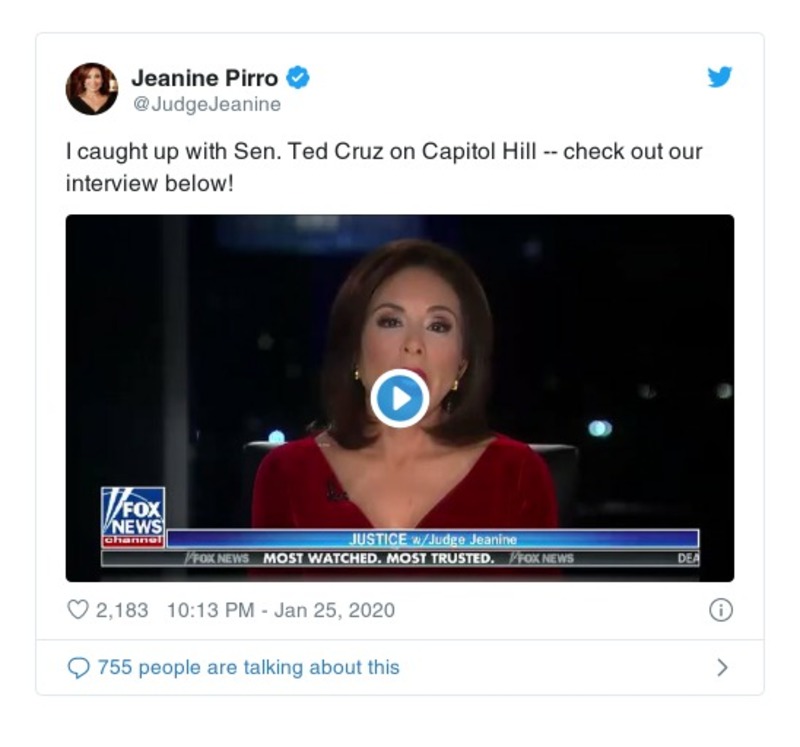 Jeanine Pirro
@JudgeJeanine
I caught up with Sen. Ted Cruz on Capitol Hill -- check out our
interview below!
FOX
NEWS
channel
JUSTICE w/Judge Jeanine
FOX NEWS MOST WATCHED. MOST TRUSTED. FOX NEWS DEA
2,183 10:13 PM - Jan 25, 2020
755 people are talking about this